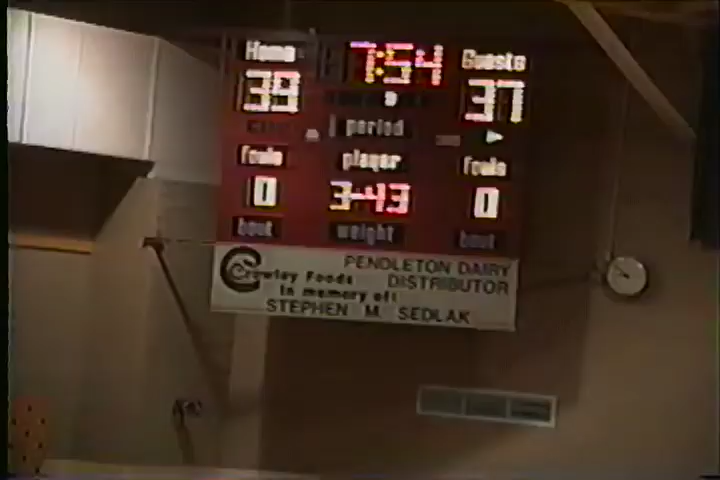 Home 7:54 Guests
39 37
period
fouls player fouls
0 3-43 0
bout weight bout
Crowley Foods PENDLETON DAIRY
DISTRIBUTOR
In memory of:
STEPHEN M. SEDLAK